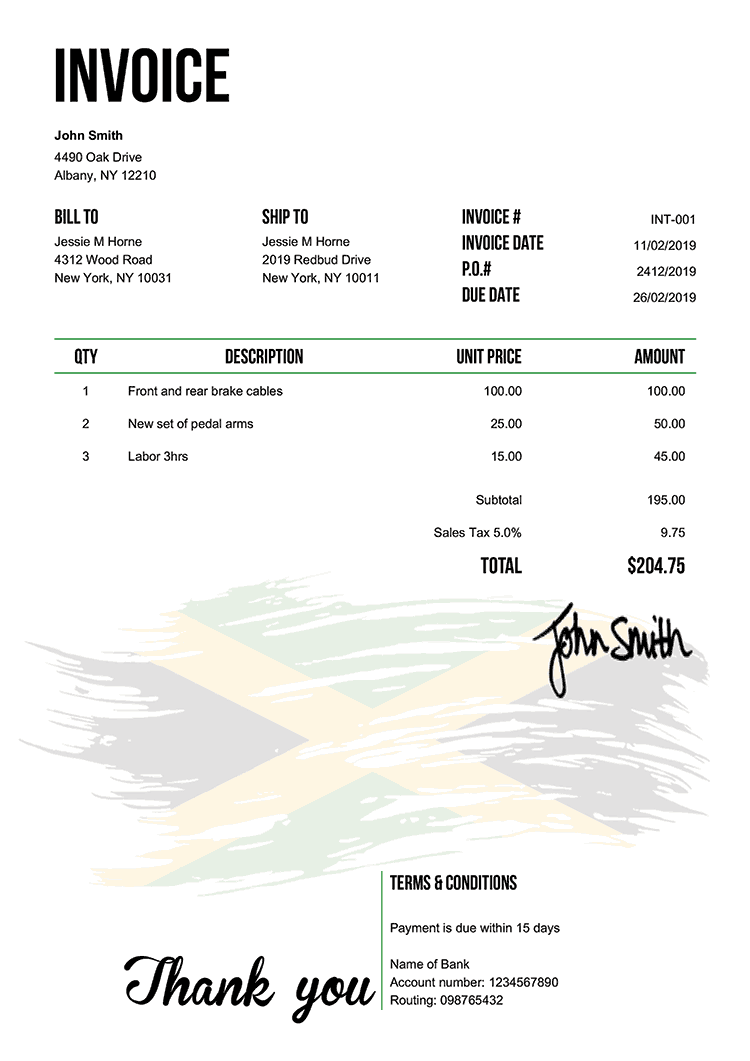 INVOICE
John Smith
4490 Oak Drive
Albany, NY 12210
BILL TO
Jessie M Horne
4312 Wood Road
New York, NY 10031
SHIP TO
Jessie M Horne
2019 Redbud Drive
New York, NY 10011
INVOICE # INT-001
INVOICE DATE 11/02/2019
P.O.# 2412/2019
DUE DATE 26/02/2019
QTY DESCRIPTION UNIT PRICE AMOUNT
1 Front and rear brake cables 100.00 100.00
2 New set of pedal arms 25.00 50.00
3 Labor 3hrs 15.00 45.00
Subtotal 195.00
Sales Tax 5.0% 9.75
TOTAL $204.75
John Smith
TERMS & CONDITIONS
Payment is due within 15 days
Name of Bank
Account number: 1234567890
Routing: 098765432
Thank you